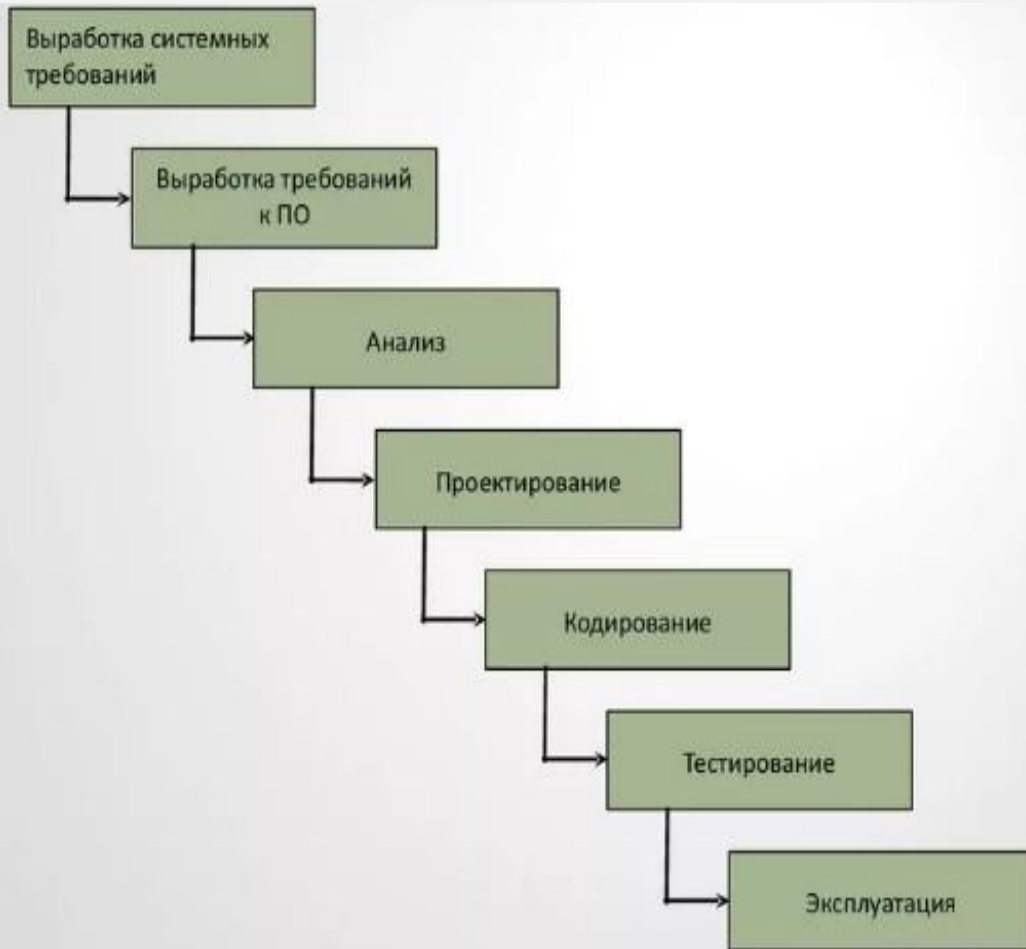 Выработка системных
требований
Выработка требований
к ПО
Анализ
Проектирование
Кодирование
Тестирование
Эксплуатация